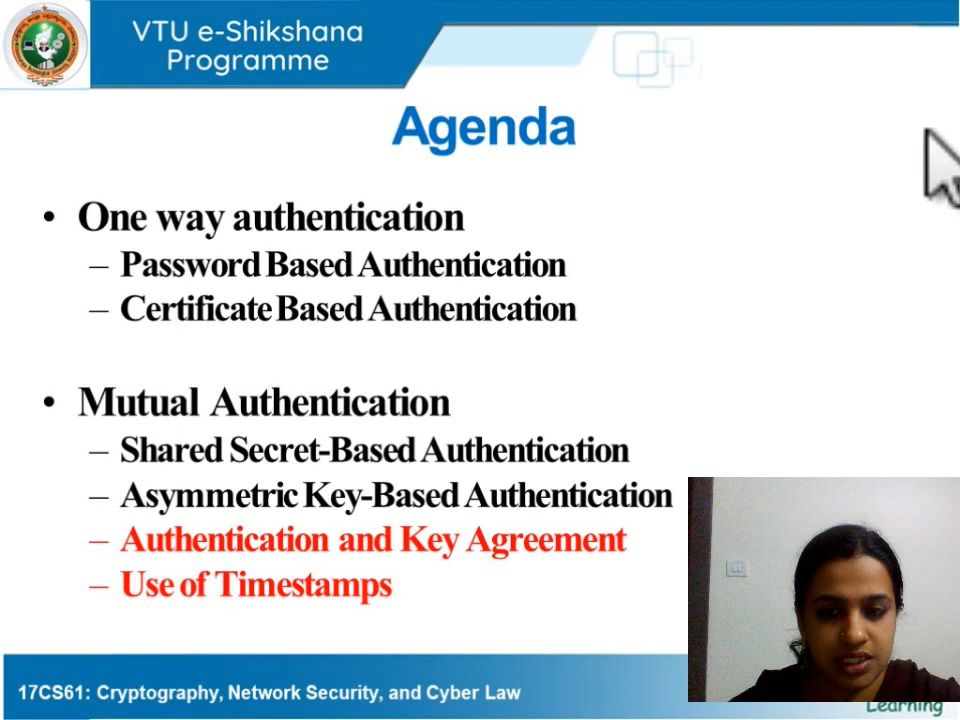 VTU e-Shikshana
Programme
Agenda
• One way authentication
– Password Based Authentication
– Certificate Based Authentication
• Mutual Authentication
– Shared Secret-Based Authentication
– Asymmetric Key-Based Authentication
– Authentication and Key Agreement
– Use of Timestamps
17CS61: Cryptography, Network Security, and Cyber Law
Learning